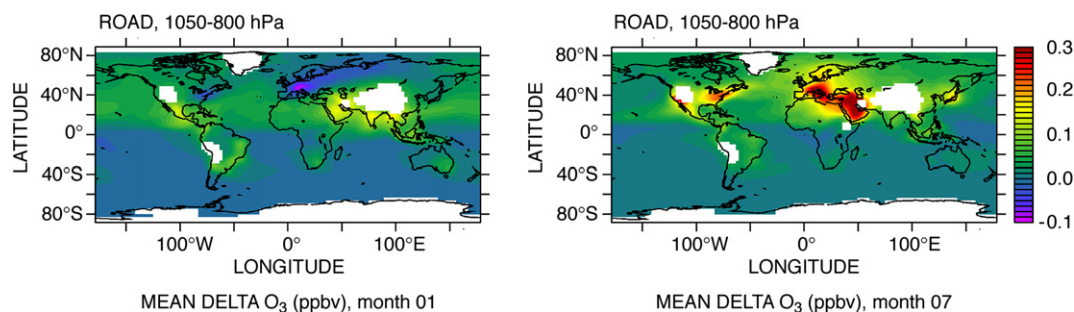 ROAD, 1050-800 hPa
LATITUDE
80°N
40°N
0°
40°S
80°S
100°W 0° 100°E
LONGITUDE
MEAN DELTA O₃ (ppbv), month 01
ROAD, 1050-800 hPa
LATITUDE
80°N
40°N
0°
40°S
80°S
100°W 0° 100°E
LONGITUDE
MEAN DELTA O₃ (ppbv), month 07
0.3
0.2
0.1
0.0
-0.1